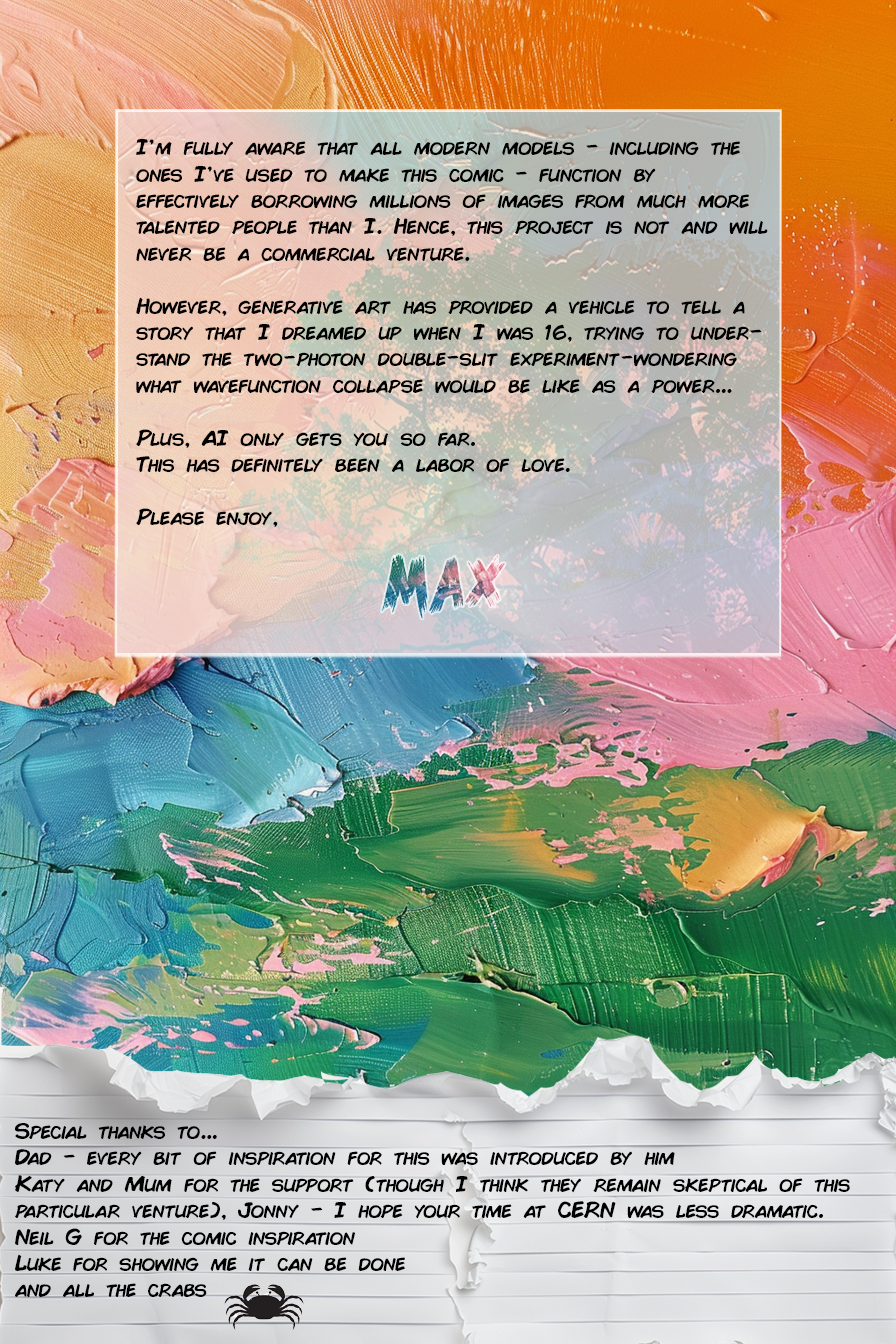 I'm fully aware that all modern models - including the
ones I've used to make this comic - function by
effectively borrowing millions of images from much more
talented people than I. Hence, this project is not and will
never be a commercial venture.
However, generative art has provided a vehicle to tell a
story that I dreamed up when I was 16, trying to under-
stand the two-photon double-slit experiment-wondering
what wavefunction collapse would be like as a power...
Plus, AI only gets you so far.
This has definitely been a labor of love.
Please enjoy,
MAX
Special thanks to...
Dad - every bit of inspiration for this was introduced by him
Katy and Mum for the support (though I think they remain skeptical of this
particular venture), Jonny - I hope your time at CERN was less dramatic.
Neil G for the comic inspiration
Luke for showing me it can be done
and all the crabs